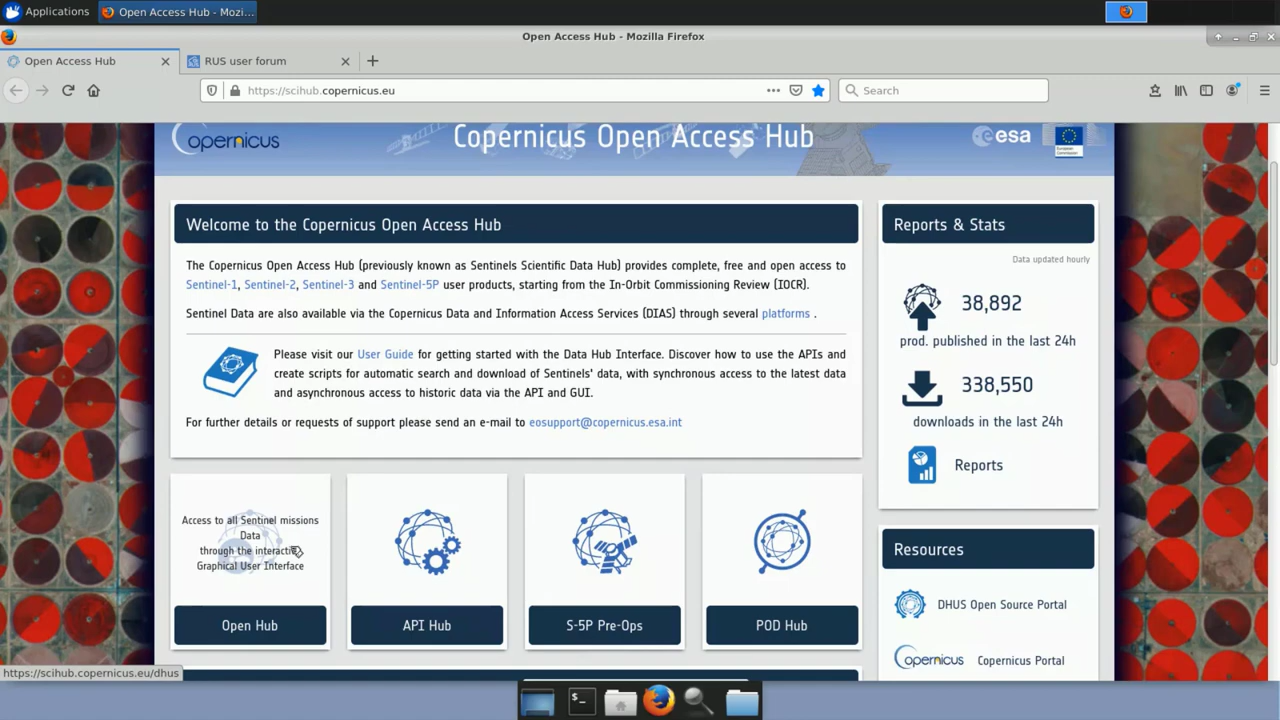 Applications
Open Access Hub - Mozi...
Open Access Hub - Mozilla Firefox
Open Access Hub
RUS user forum
https://scihub.copernicus.eu
Search
opernicus
Copernicus Open Access Hub
esa
European
Commission
Welcome to the Copernicus Open Access Hub
The Copernicus Open Access Hub (previously known as Sentinels Scientific Data Hub) provides complete, free and open access to
Sentinel-1, Sentinel-2, Sentinel-3 and Sentinel-5P user products, starting from the In-Orbit Commissioning Review (IOCR).
Sentinel Data are also available via the Copernicus Data and Information Access Services (DIAS) through several platforms .
Please visit our User Guide for getting started with the Data Hub Interface. Discover how to use the APIs and
create scripts for automatic search and download of Sentinels' data, with synchronous access to the latest data
and asynchronous access to historic data via the API and GUI.
For further details or requests of support please send an e-mail to eosupport@copernicus.esa.int
Reports & Stats
Data updated hourly
38,892
prod. published in the last 24h
338,550
downloads in the last 24h
Reports
Access to all Sentinel missions
Data
through the interactive
Graphical User Interface
Open Hub
API Hub
S-5P Pre-Ops
POD Hub
Resources
DHUS Open Source Portal
opernicus
Copernicus Portal
https://scihub.copernicus.eu/dhus